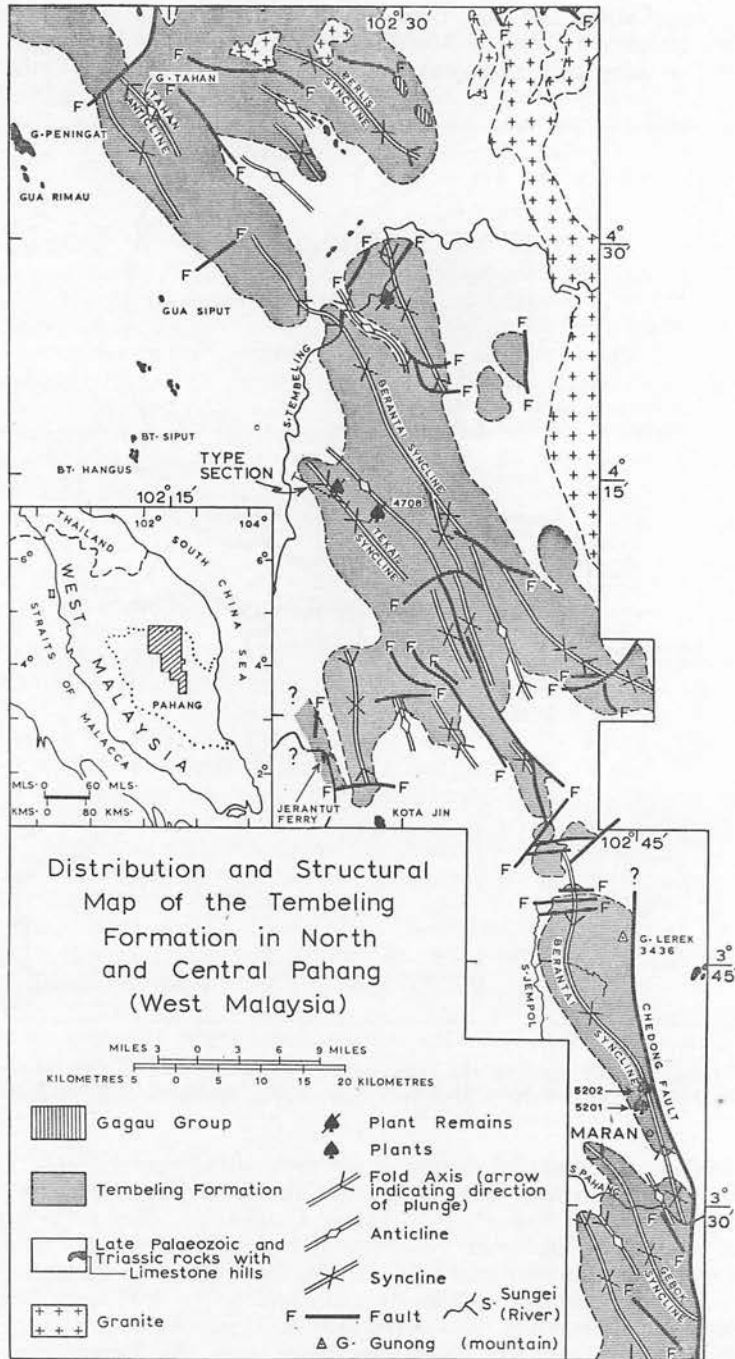 102° 30'
F
F
G·TAHAN
F
TAHAN ANTICLINE
PERLIS SYNCLINE
F
G·PENINGAT
F
F
GUA RIMAU
F
F
F
F
4° 30'
GUA SIPUT
F
F
S·TEMBELING
F
F
BT· SIPUT
BERANTAI SYNCLINE
BT· HANGUS
TYPE SECTION
4° 15'
4708
TEKAI SYNCLINE
F
F
F
F
F
F
F
F
F
F
?
?
JERANTUT FERRY
F
F
F
KOTA JIN
102° 15'
102°
104°
THAILAND
SOUTH CHINA SEA
6°
6°
WEST MALAYSIA
STRAITS OF MALACCA
4°
4°
PAHANG
2°
2°
MLS· 0 60 MLS·
KMS· 0 80 KMS·
F
F
102° 45'
F
F
?
G· LEREK
3436
3° 45'
BERANTAI SYNCLINE
S·JEMPOL
CHEDONG FAULT
5202
5201
MARAN
S PAHANG
3° 30'
F
F
F
GEBOK SYNCLINE
F
F
Distribution and Structural
Map of the Tembeling
Formation in North
and Central Pahang
(West Malaysia)
MILES 3 0 3 6 9 MILES
KILOMETRES 5 0 5 10 15 20 KILOMETRES
Gagau Group
Tembeling Formation
Late Palaeozoic and
Triassic rocks with
Limestone hills
Granite
Plant Remains
Plants
Fold Axis (arrow
indicating direction
of plunge)
Anticline
Syncline
F Fault
S· Sungei
(River)
G· Gunong (mountain)